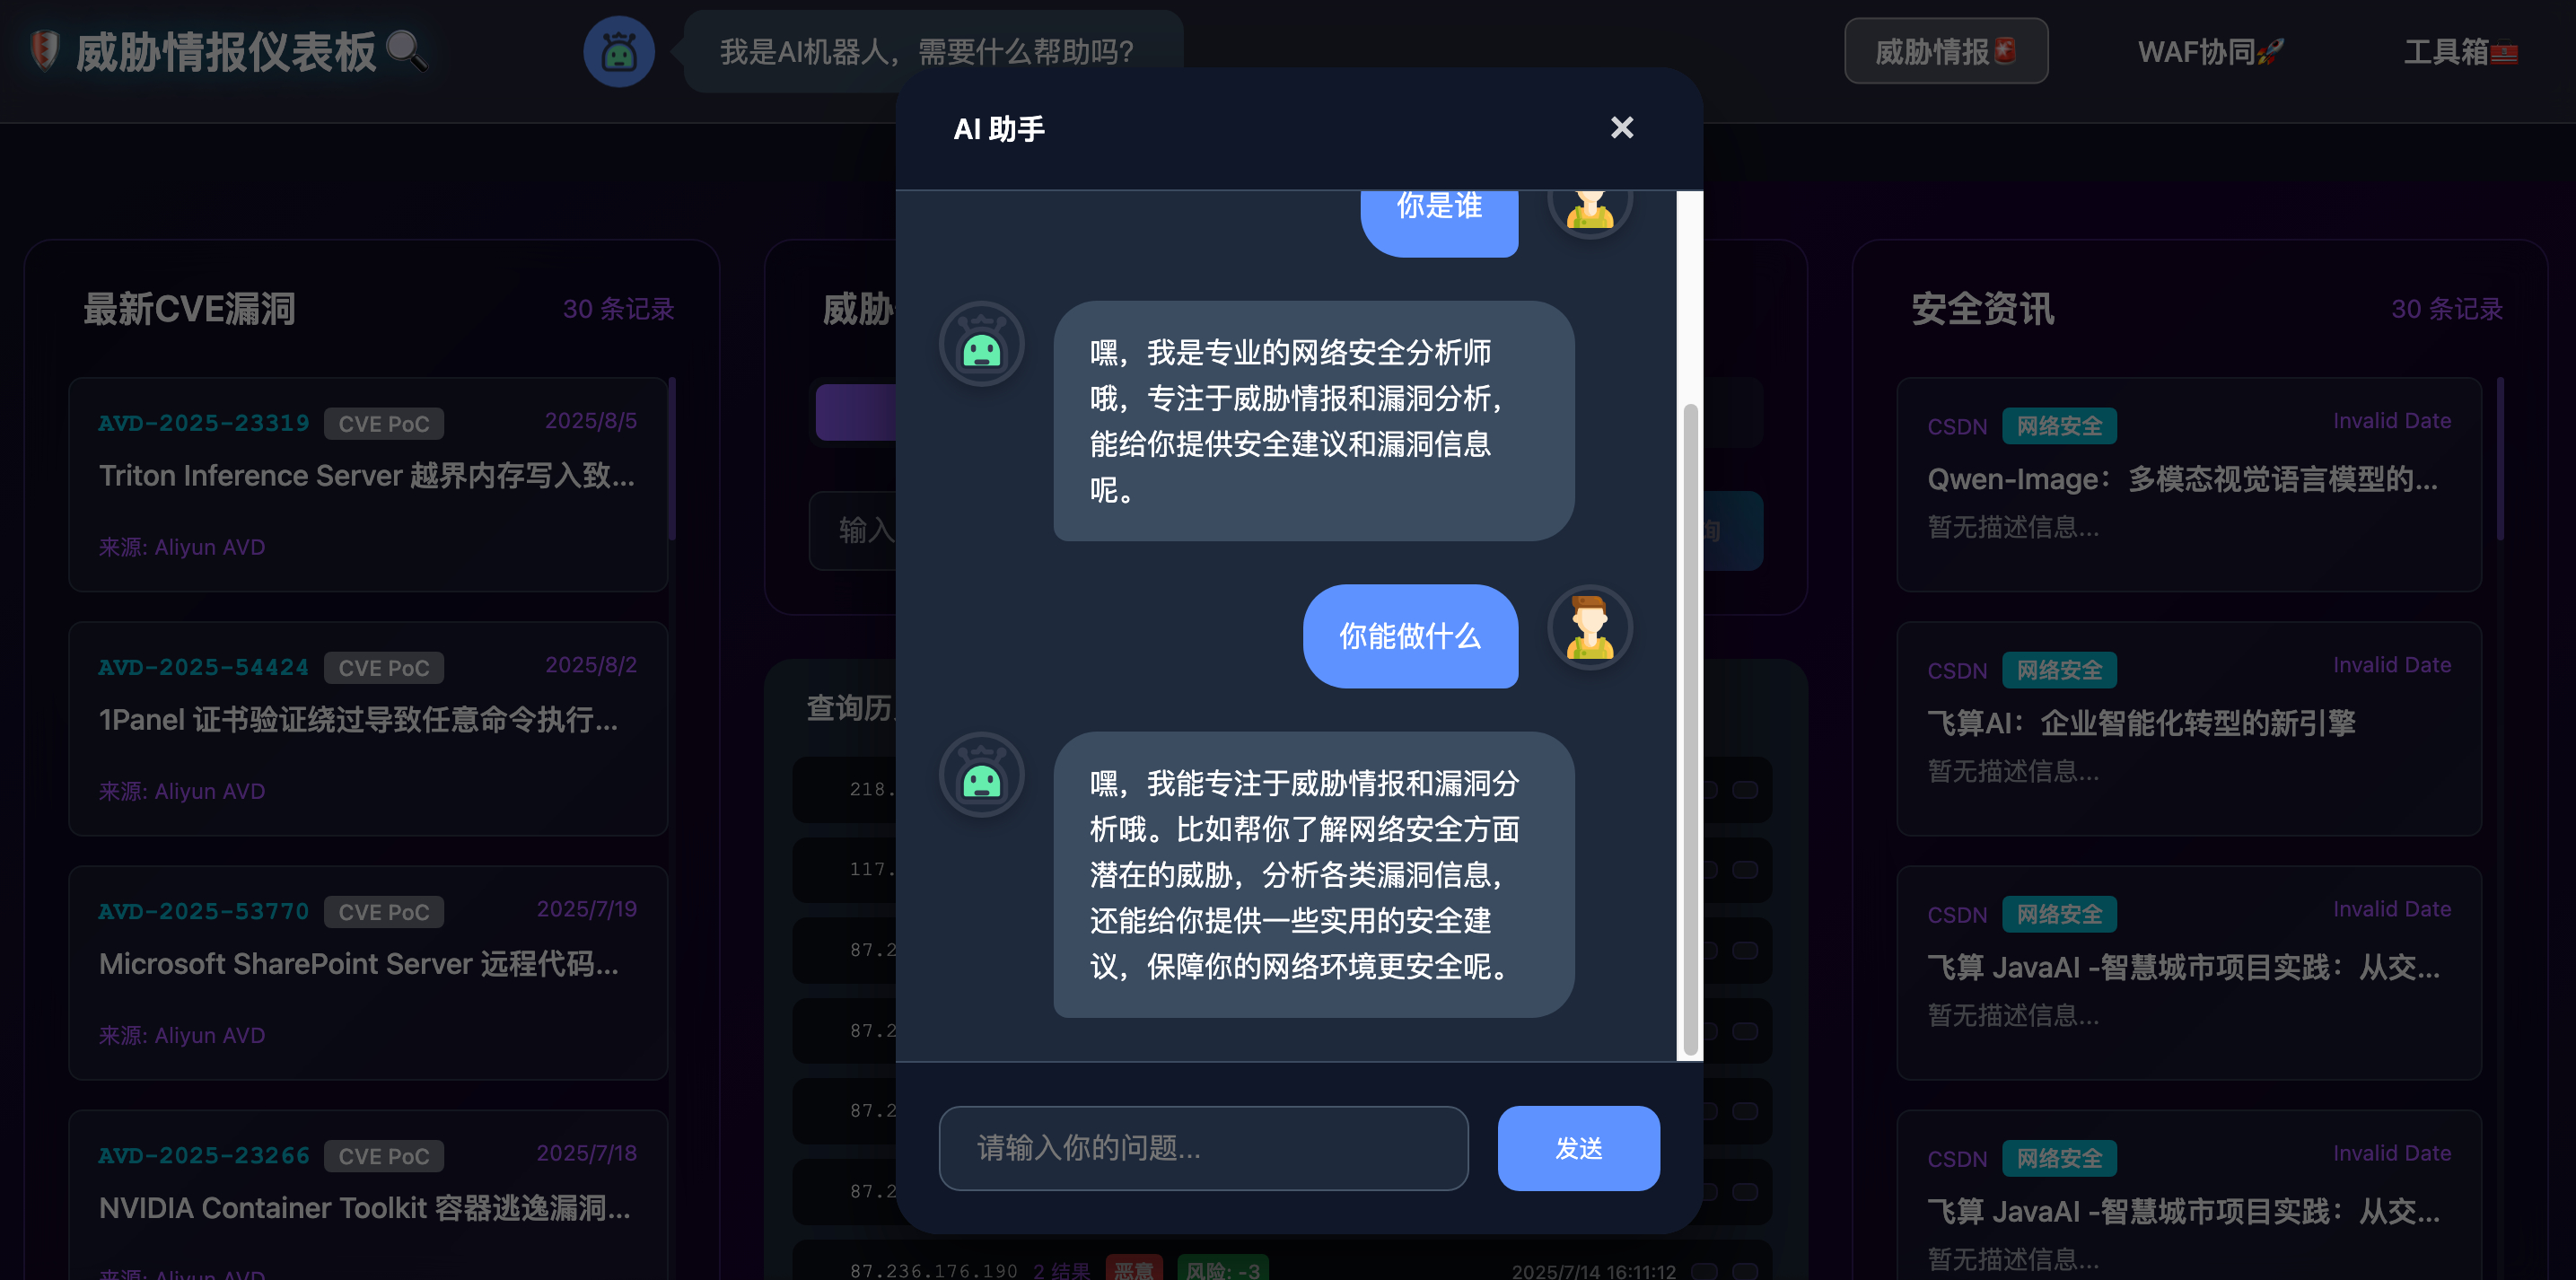 威胁情报仪表板
我是AI机器人，需要什么帮助吗?
威胁情报
WAF协同
工具箱
AI 助手
×
你是谁
嘿，我是专业的网络安全分析师
哦，专注于威胁情报和漏洞分析，
能给你提供安全建议和漏洞信息
呢。
你能做什么
嘿，我能专注于威胁情报和漏洞分
析哦。比如帮你了解网络安全方面
潜在的威胁，分析各类漏洞信息，
还能给你提供一些实用的安全建
议，保障你的网络环境更安全呢。
请输入你的问题...
发送
最新CVE漏洞
30 条记录
AVD-2025-23319 CVE PoC 2025/8/5
Triton Inference Server 越界内存写入致...
来源: Aliyun AVD
AVD-2025-54424 CVE PoC 2025/8/2
1Panel 证书验证绕过导致任意命令执行...
来源: Aliyun AVD
AVD-2025-53770 CVE PoC 2025/7/19
Microsoft SharePoint Server 远程代码...
来源: Aliyun AVD
AVD-2025-23266 CVE PoC 2025/7/18
NVIDIA Container Toolkit 容器逃逸漏洞...
来源: Aliyun AVD
威胁
输入
询
查询历
218.
117.
87.2
87.2
87.2
87.2
87.236.176.190 2 结果 恶意 风险: -3 2025/7/14 16:11:12
安全资讯
30 条记录
CSDN 网络安全 Invalid Date
Qwen-Image：多模态视觉语言模型的...
暂无描述信息...
CSDN 网络安全 Invalid Date
飞算AI：企业智能化转型的新引擎
暂无描述信息...
CSDN 网络安全 Invalid Date
飞算 JavaAI -智慧城市项目实践：从交...
暂无描述信息...
CSDN 网络安全 Invalid Date
飞算 JavaAI -智慧城市项目实践：从交...
暂无描述信息...